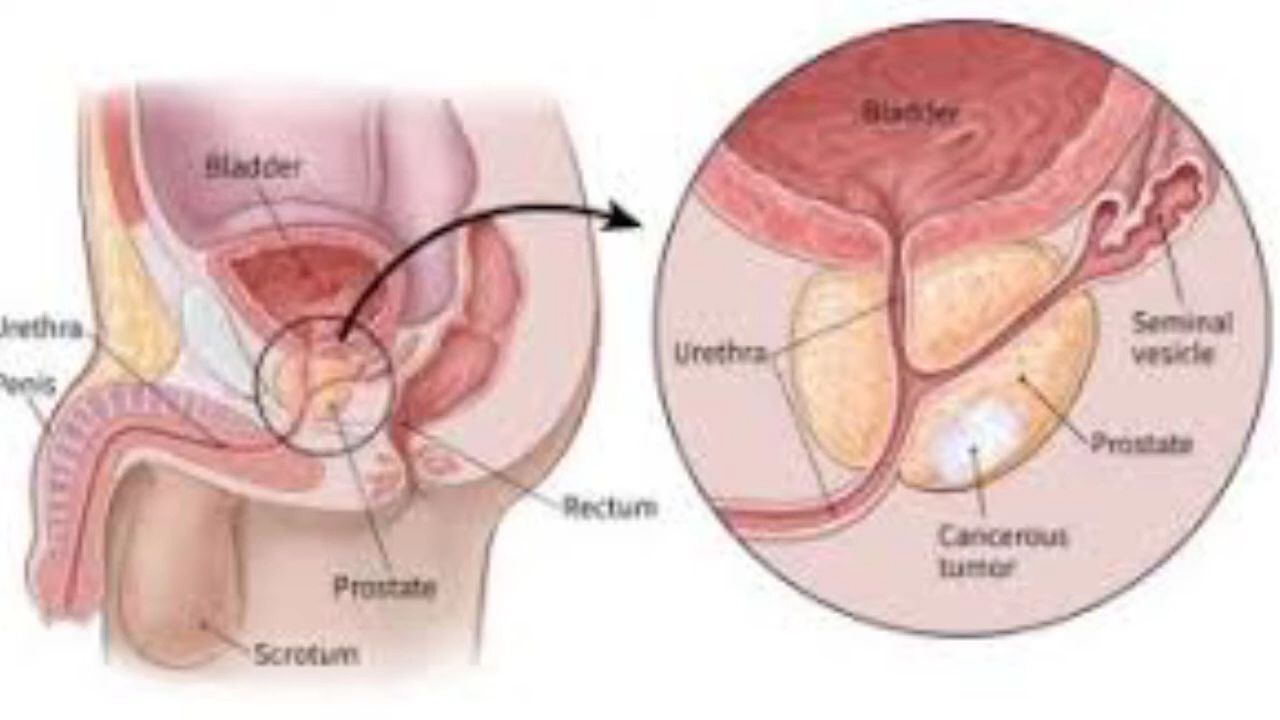 Bladder
Urethra
Penis
Rectum
Prostate
Scrotum
Bladder
Urethra
Seminal
vesicle
Prostate
Cancerous
tumor